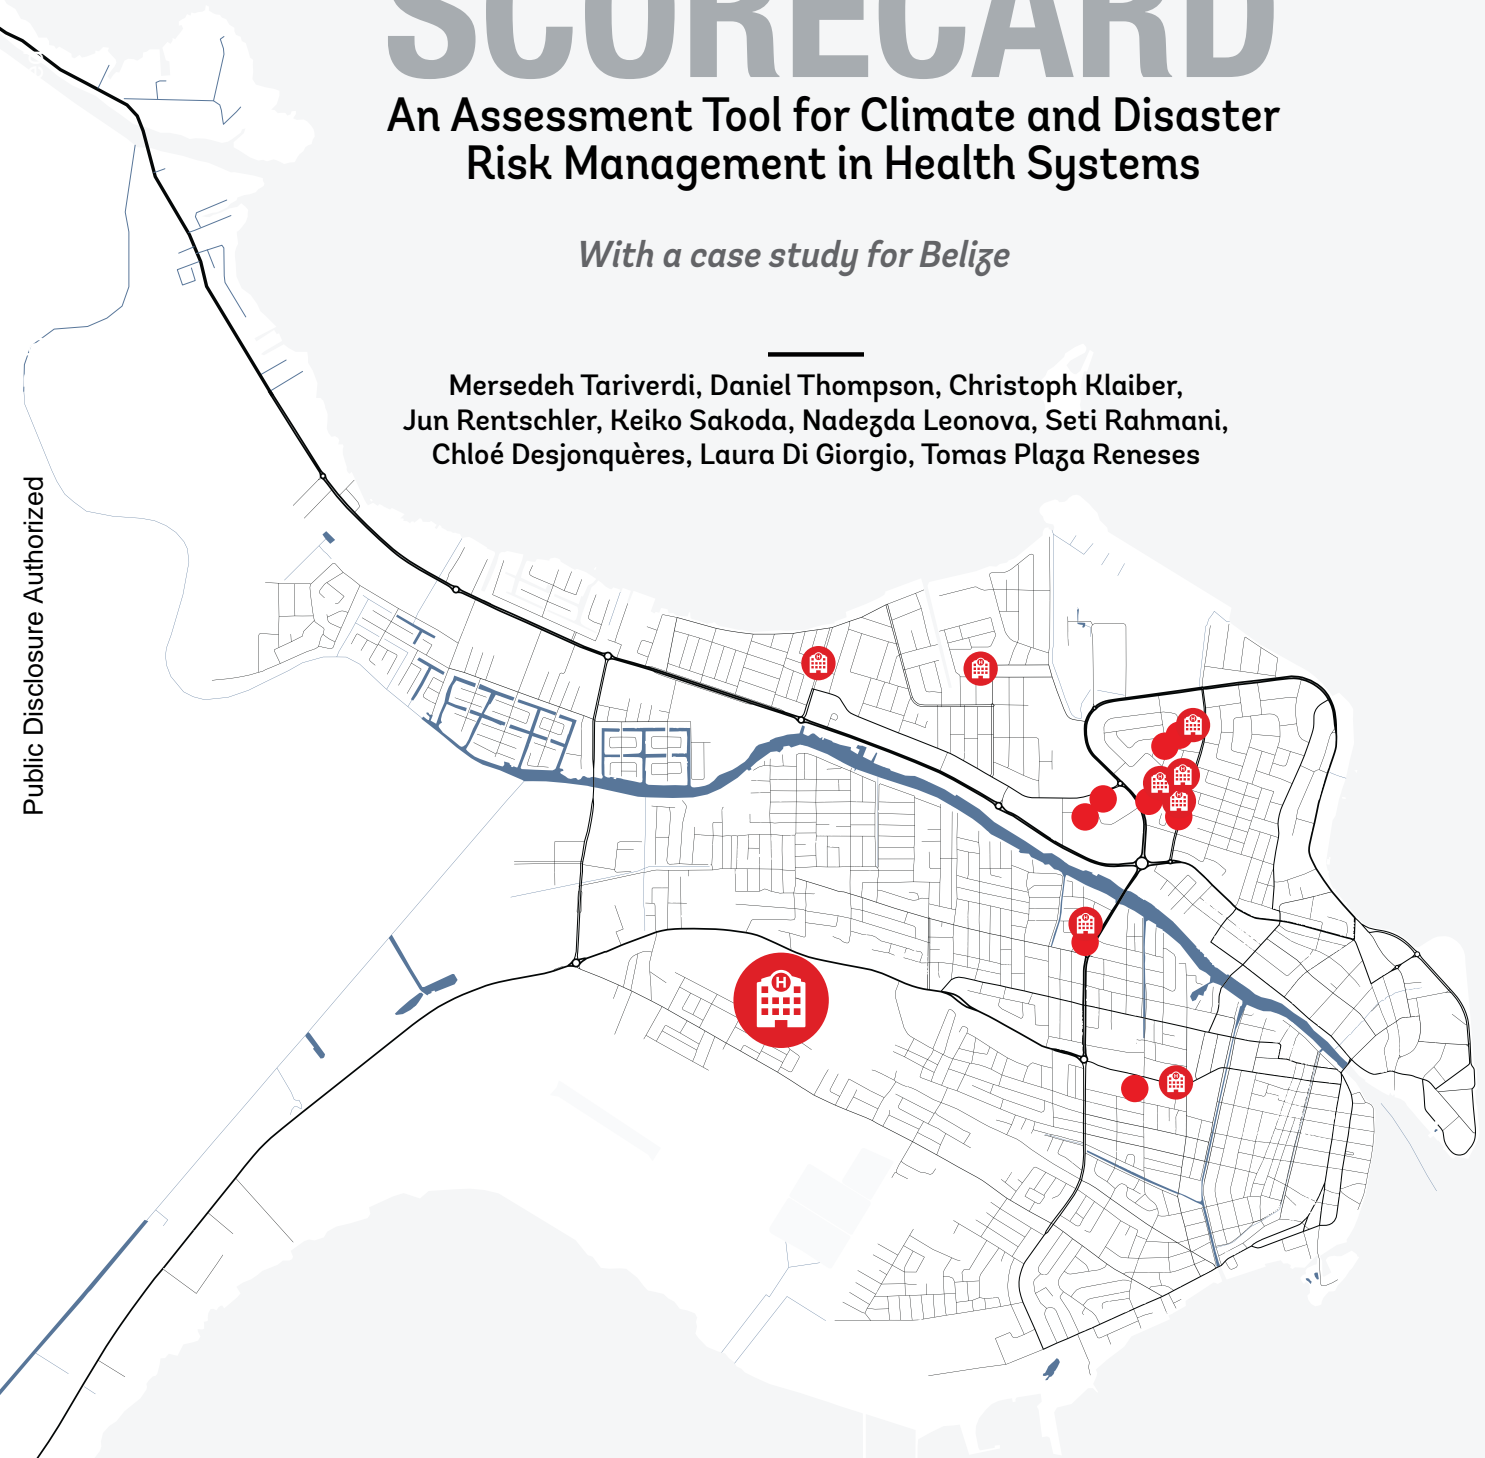 SCORECARD
An Assessment Tool for Climate and Disaster
Risk Management in Health Systems
With a case study for Belize
Mersedeh Tariverdi, Daniel Thompson, Christoph Klaiber,
Jun Rentschler, Keiko Sakoda, Nadezda Leonova, Seti Rahmani,
Chloé Desjonquères, Laura Di Giorgio, Tomas Plaza Reneses
Public Disclosure Authorized
H
H
H
H
H
H
H
H
H